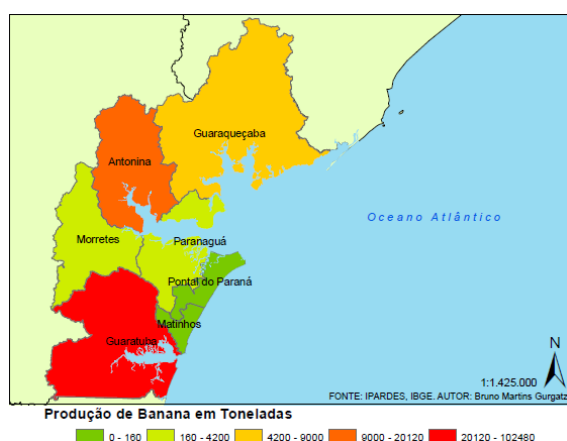 Guaraqueçaba
Antonina
Oceano Atlântico
Morretes
Paranaguá
Pontal do Paraná
Matinhos
Guaratuba
N
1:1.425.000
FONTE: IPARDES, IBGE. AUTOR: Bruno Martins Gurgatz
Produção de Banana em Toneladas
0 - 160 160 - 4200 4200 - 9000 9000 - 20120 20120 - 102480